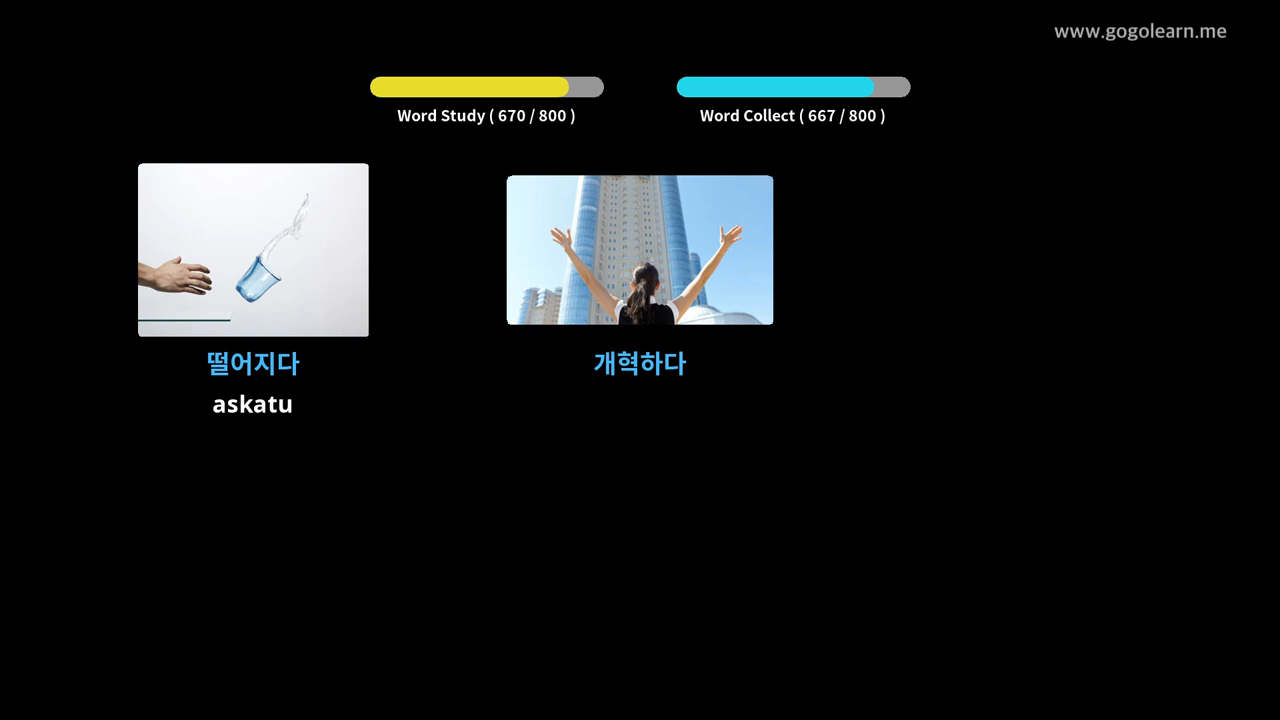 www.gogolearn.me
Word Study ( 670 / 800 )
Word Collect ( 667 / 800 )
떨어지다
askatu
개혁하다